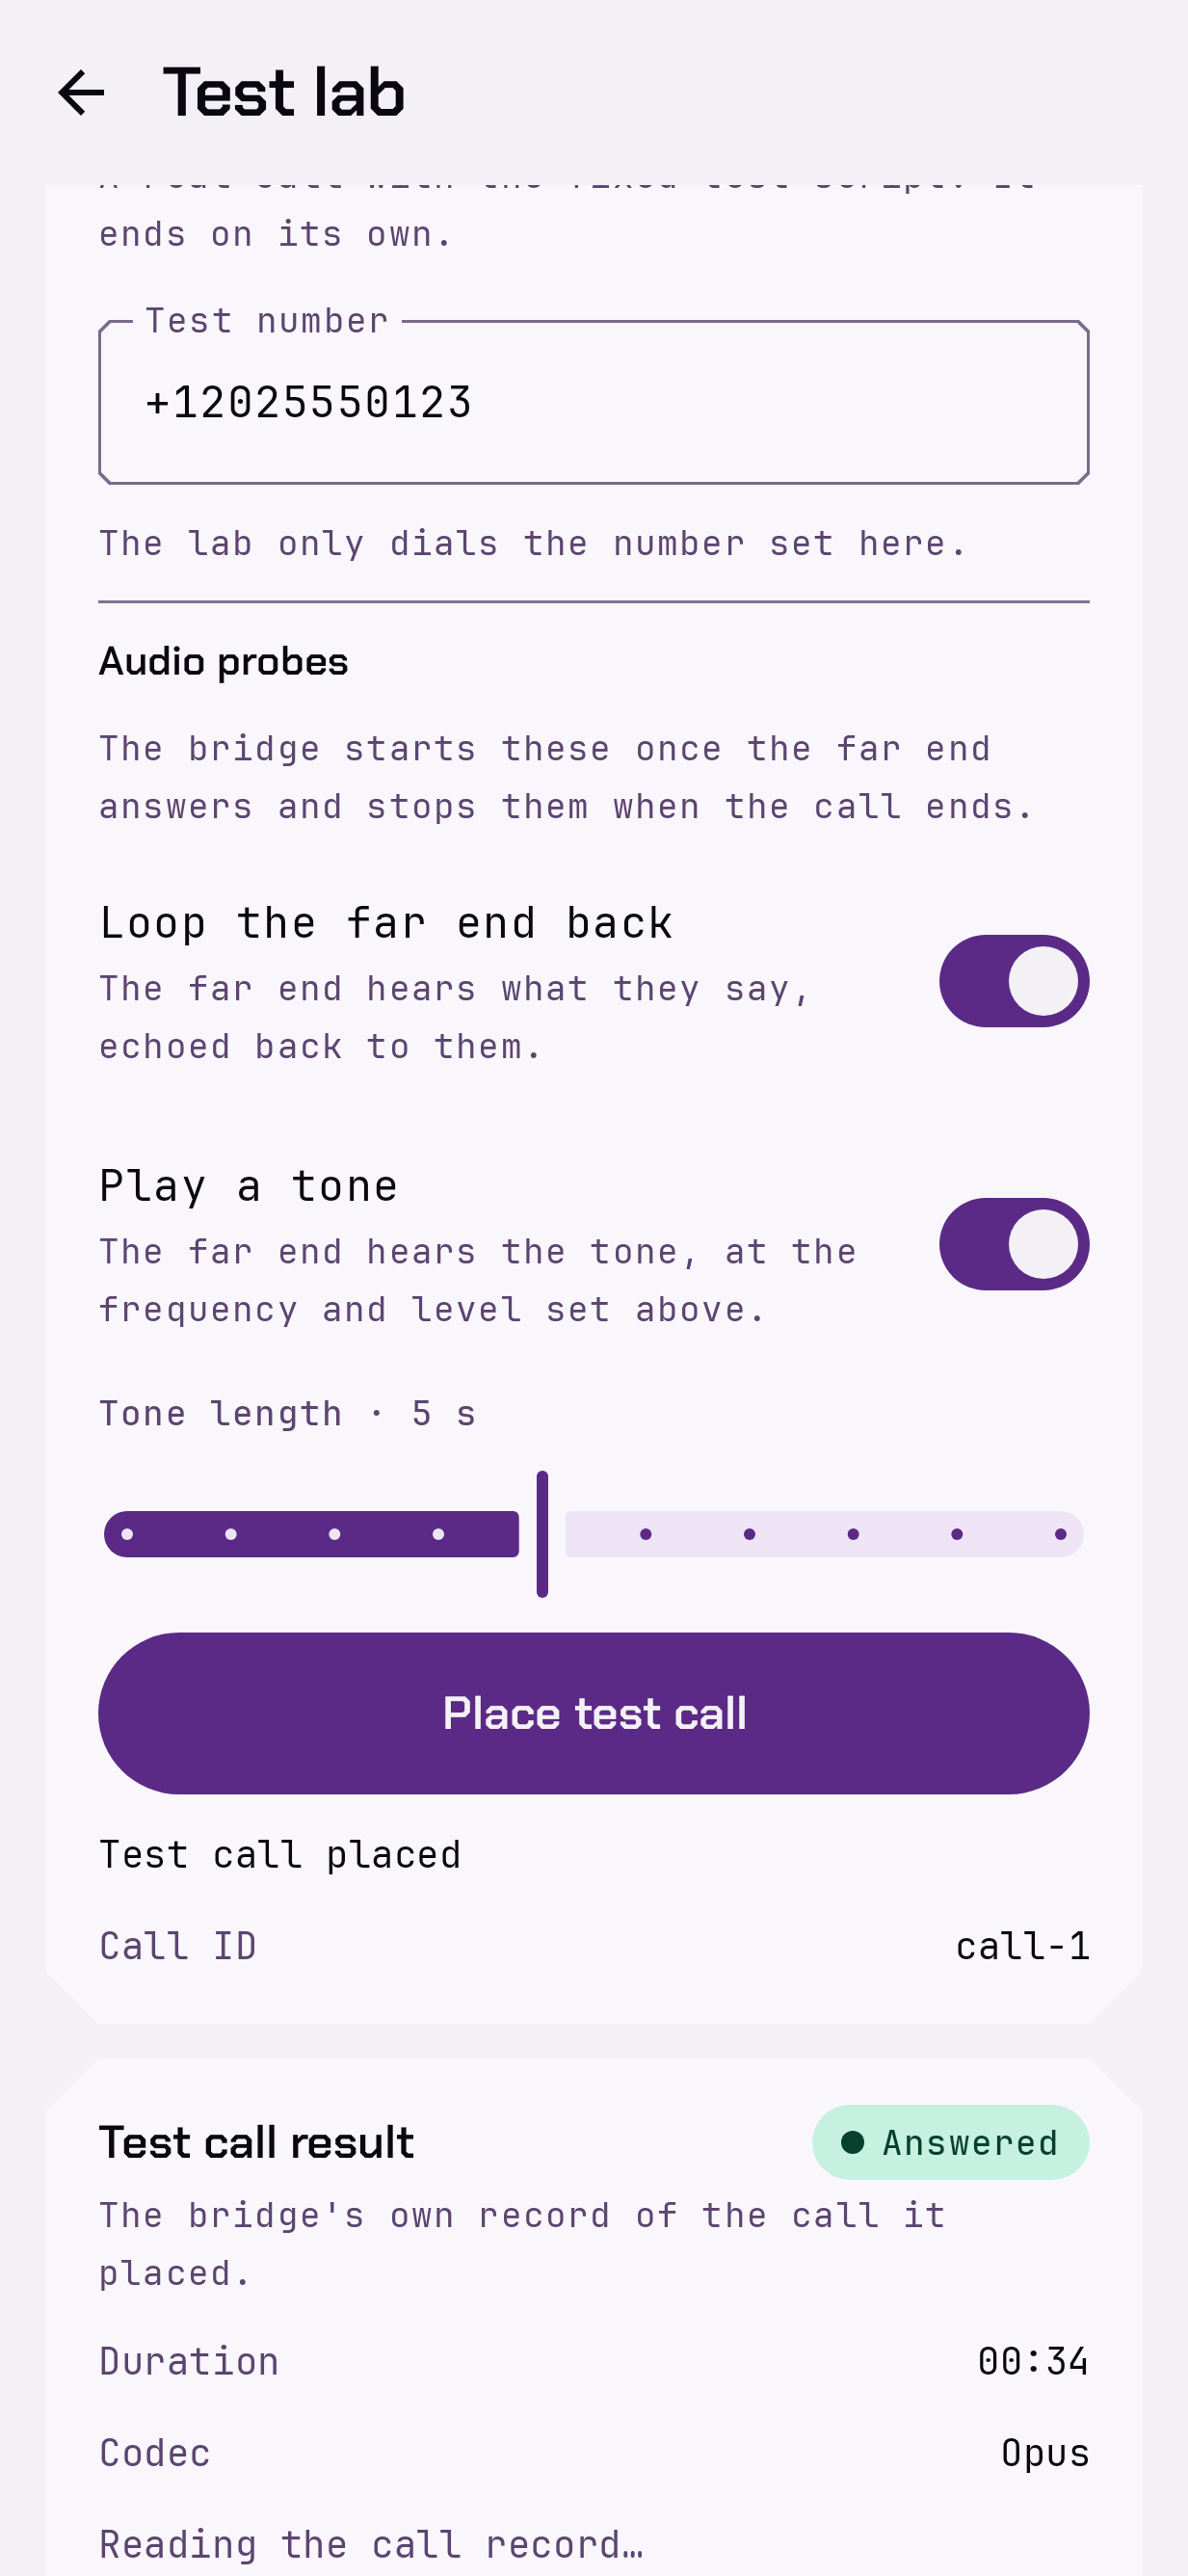 Test lab
ends on its own.
Test number
+12025550123
The lab only dials the number set here.
Audio probes
The bridge starts these once the far end
answers and stops them when the call ends.
Loop the far end back
The far end hears what they say,
echoed back to them.
Play a tone
The far end hears the tone, at the
frequency and level set above.
Tone length · 5 s
Place test call
Test call placed
Call ID call-1
Test call result Answered
The bridge's own record of the call it
placed.
Duration 00:34
Codec Opus
Reading the call record…